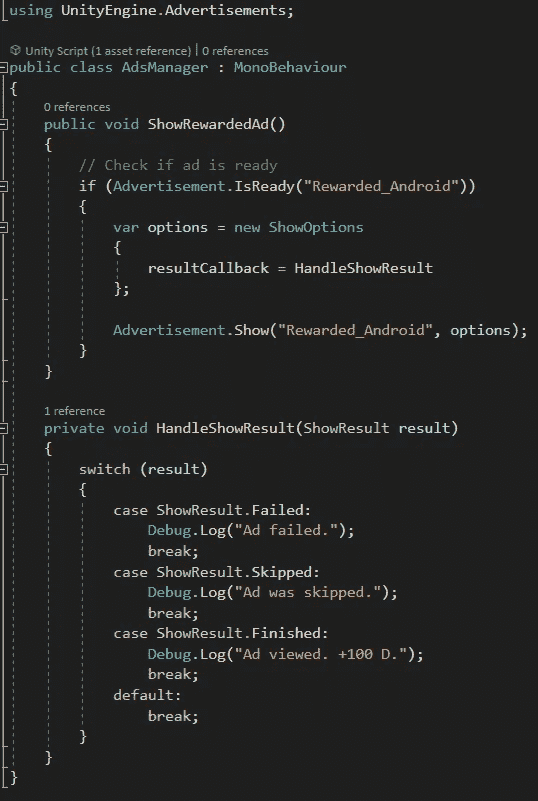 using UnityEngine.Advertisements;
Unity Script (1 asset reference) | 0 references
public class AdsManager : MonoBehaviour
{
0 references
public void ShowRewardedAd()
{
// Check if ad is ready
if (Advertisement.IsReady("Rewarded_Android"))
{
var options = new ShowOptions
{
resultCallback = HandleShowResult
};
Advertisement.Show("Rewarded_Android", options);
}
}
1 reference
private void HandleShowResult(ShowResult result)
{
switch (result)
{
case ShowResult.Failed:
Debug.Log("Ad failed.");
break;
case ShowResult.Skipped:
Debug.Log("Ad was skipped.");
break;
case ShowResult.Finished:
Debug.Log("Ad viewed. +100 D.");
break;
default:
break;
}
}
}